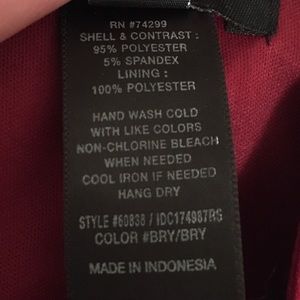 RN #74299
SHELL & CONTRAST :
95% POLYESTER
5% SPANDEX
LINING :
100% POLYESTER
HAND WASH COLD
WITH LIKE COLORS
NON-CHLORINE BLEACH
WHEN NEEDED
COOL IRON IF NEEDED
HANG DRY
STYLE #60838 / IDC174987RG
COLOR #BRY/BRY
MADE IN INDONESIA